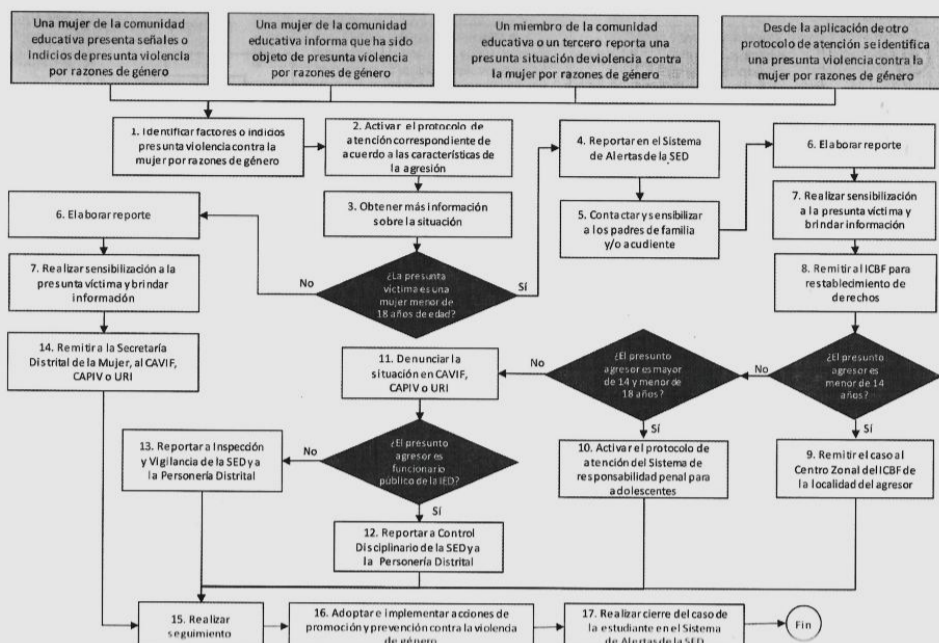 Una mujer de la comunidad
educativa presenta señales o
indicios de presunta violencia
por razones de género
Una mujer de la comunidad
educativa informa que ha sido
objeto de presunta violencia
por razones de género
Un miembro de la comunidad
educativa o un tercero reporta una
presunta situación de violencia contra
la mujer por razones de género
Desde la aplicación de otro
protocolo de atención se identifica
una presunta violencia contra la
mujer por razones de género
1. Identificar factores o indicios
presunta violencia contra la
mujer por razones de género
2. Activar el protocolo de
atención correspondiente de
acuerdo a las características de
la agresión
3. Obtener más información
sobre la situación
¿La presunta
víctima es una
mujer menor de
18 años de edad?
No
Sí
4. Reportar en el Sistema
de Alertas de la SED
5. Contactar y sensibilizar
a los padres de familia
y/o acudiente
6. Elaborar reporte
7. Realizar sensibilización
a la presunta víctima y
brindar información
8. Remitir al ICBF para
restablecimiento de
derechos
¿El presunto
agresor es
menor de 14
años?
No
Sí
9. Remitir el caso al
Centro Zonal del ICBF de
la localidad del agresor
¿El presunto
agresor es mayor
de 14 y menor de
18 años?
No
Sí
10. Activar el protocolo de
atención del Sistema de
responsabilidad penal para
adolescentes
11. Denunciar la
situación en CAVIF,
CAPIV o URI
¿El presunto
agresor es
funcionario
público de la IED?
No
Sí
12. Reportar a Control
Disciplinario de la SED y a
la Personería Distrital
13. Reportar a Inspección
y Vigilancia de la SED y a
la Personería Distrital
6. Elaborar reporte
7. Realizar sensibilización a la
presunta víctima y brindar
información
14. Remitir a la Secretaría
Distrital de la Mujer, al CAVIF,
CAPIV o URI
15. Realizar
seguimiento
16. Adoptar e implementar acciones de
promoción y prevención contra la violencia
de género
17. Realizar cierre del caso de
la estudiante en el Sistema
de Alertas de la SED
Fin